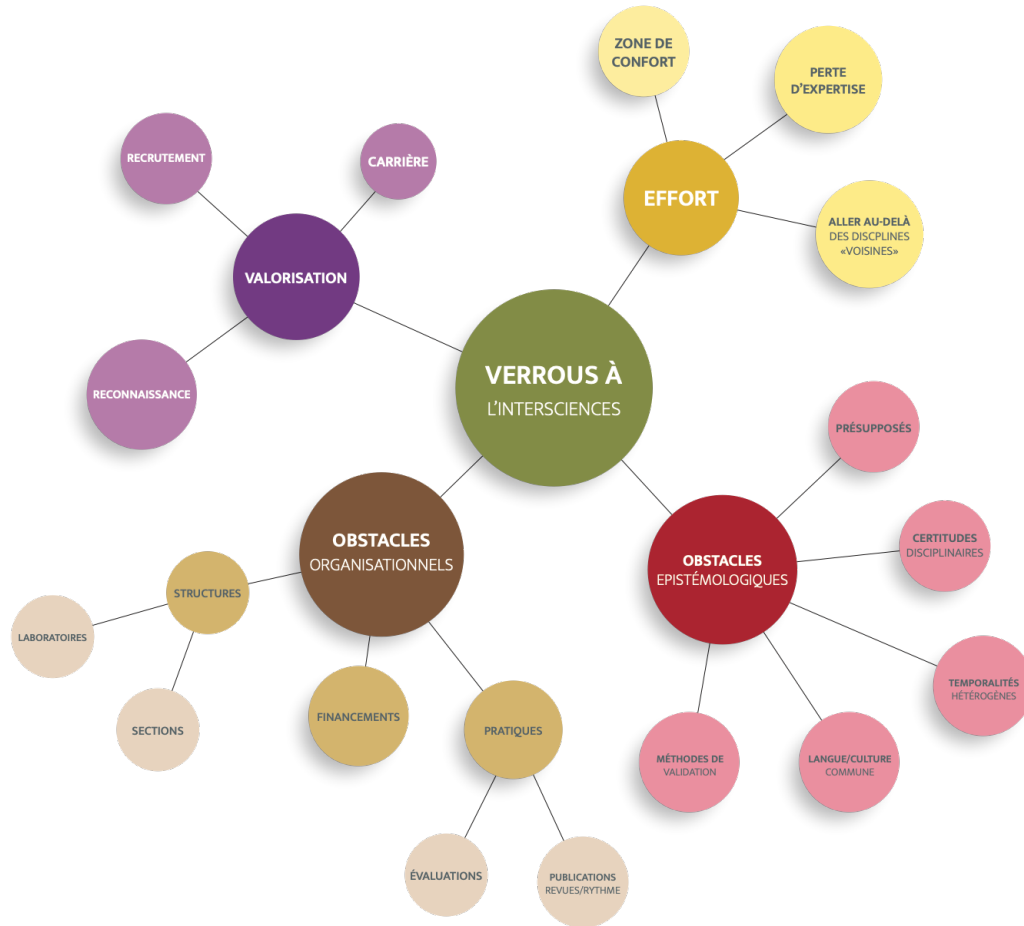 ZONE DE
CONFORT
PERTE
D'EXPERTISE
EFFORT
ALLER AU-DELÀ
DES DISCPLINES
«VOISINES»
RECRUTEMENT
CARRIÈRE
VALORISATION
RECONNAISSANCE
VERROUS À
L'INTERSCIENCES
OBSTACLES
ORGANISATIONNELS
STRUCTURES
LABORATOIRES
SECTIONS
FINANCEMENTS
PRATIQUES
ÉVALUATIONS
PUBLICATIONS
REVUES/RYTHME
OBSTACLES
EPISTÉMOLOGIQUES
PRÉSUPPOSÉS
CERTITUDES
DISCIPLINAIRES
TEMPORALITÉS
HÉTÉROGÈNES
LANGUE/CULTURE
COMMUNE
MÉTHODES DE
VALIDATION